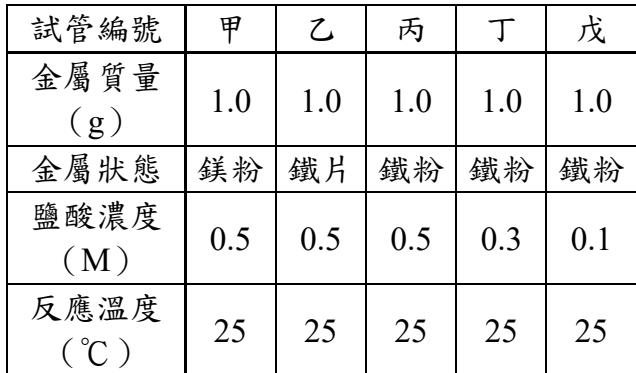 試管編號 甲 乙 丙 丁 戊
金屬質量
（g） 1.0 1.0 1.0 1.0 1.0
金屬狀態 鎂粉 鐵片 鐵粉 鐵粉 鐵粉
鹽酸濃度
（M） 0.5 0.5 0.5 0.3 0.1
反應溫度
（℃） 25 25 25 25 25